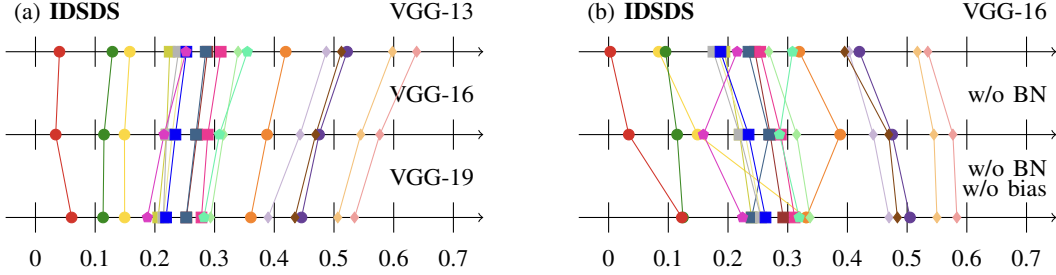 (a) IDSDS VGG-13
VGG-16
VGG-19
0 0.1 0.2 0.3 0.4 0.5 0.6 0.7
(b) IDSDS VGG-16
w/o BN
w/o BN
w/o bias
0 0.1 0.2 0.3 0.4 0.5 0.6 0.7